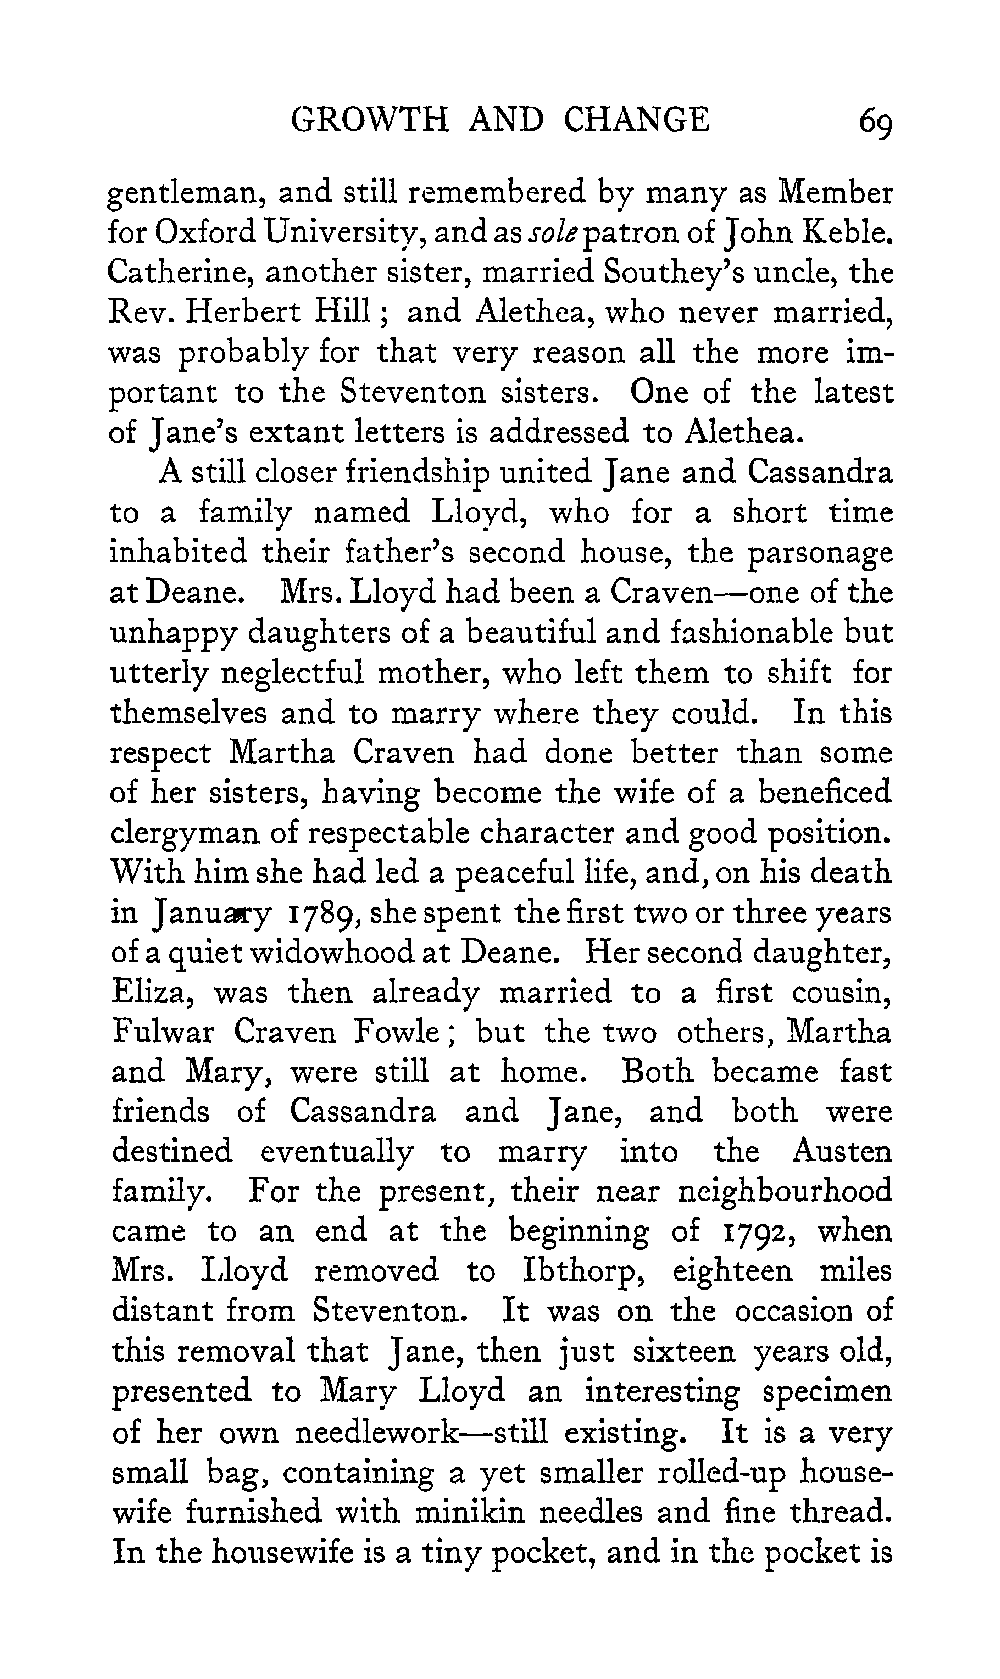 GROWTH AND CHANGE 69
gentleman, and still remembered by many as Member
for Oxford University, and as sole patron of John Keble.
Catherine, another sister, married Southey's uncle, the
Rev. Herbert Hill ; and Alethea, who never married,
was probably for that very reason all the more im-
portant to the Steventon sisters. One of the latest
of Jane's extant letters is addressed to Alethea.
A still closer friendship united Jane and Cassandra
to a family named Lloyd, who for a short time
inhabited their father's second house, the parsonage
at Deane. Mrs. Lloyd had been a Craven—one of the
unhappy daughters of a beautiful and fashionable but
utterly neglectful mother, who left them to shift for
themselves and to marry where they could. In this
respect Martha Craven had done better than some
of her sisters, having become the wife of a beneficed
clergyman of respectable character and good position.
With him she had led a peaceful life, and, on his death
in January 1789, she spent the first two or three years
of a quiet widowhood at Deane. Her second daughter,
Eliza, was then already married to a first cousin,
Fulwar Craven Fowle ; but the two others, Martha
and Mary, were still at home. Both became fast
friends of Cassandra and Jane, and both were
destined eventually to marry into the Austen
family. For the present, their near neighbourhood
came to an end at the beginning of 1792, when
Mrs. Lloyd removed to Ibthorp, eighteen miles
distant from Steventon. It was on the occasion of
this removal that Jane, then just sixteen years old,
presented to Mary Lloyd an interesting specimen
of her own needlework—still existing. It is a very
small bag, containing a yet smaller rolled-up house-
wife furnished with minikin needles and fine thread.
In the housewife is a tiny pocket, and in the pocket is